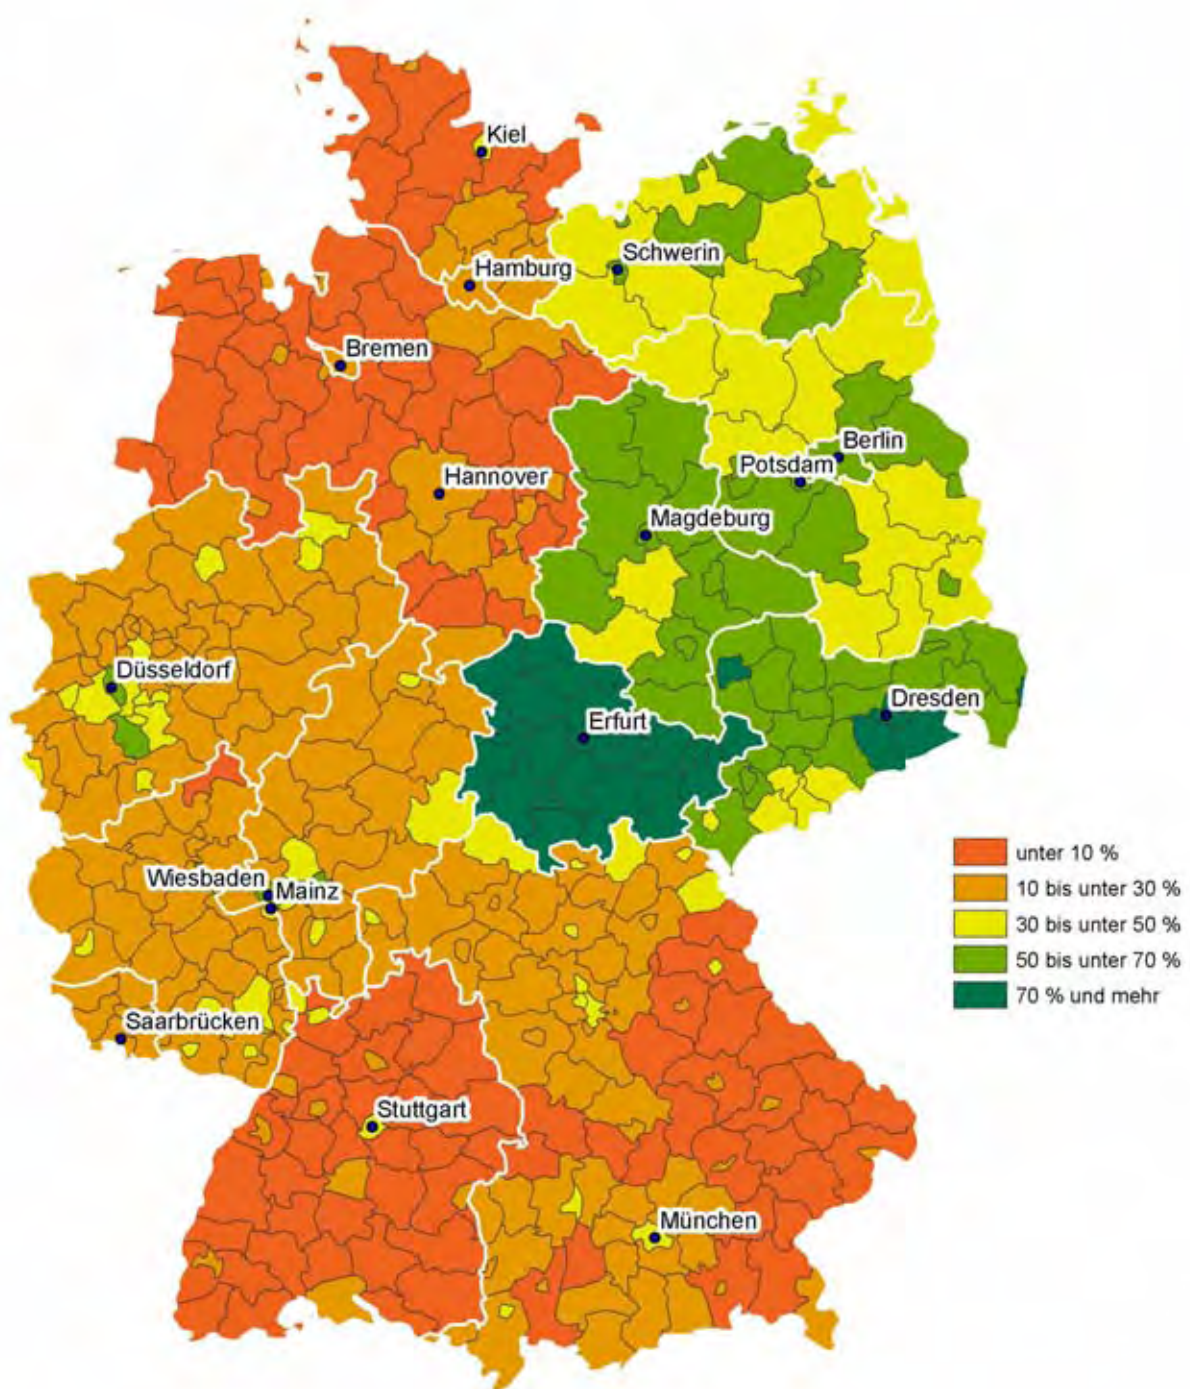 Kiel
Schwerin
Hamburg
Bremen
Berlin
Potsdam
Hannover
Magdeburg
Düsseldorf
Dresden
Erfurt
Wiesbaden
Mainz
Saarbrücken
Stuttgart
München
unter 10 %
10 bis unter 30 %
30 bis unter 50 %
50 bis unter 70 %
70 % und mehr